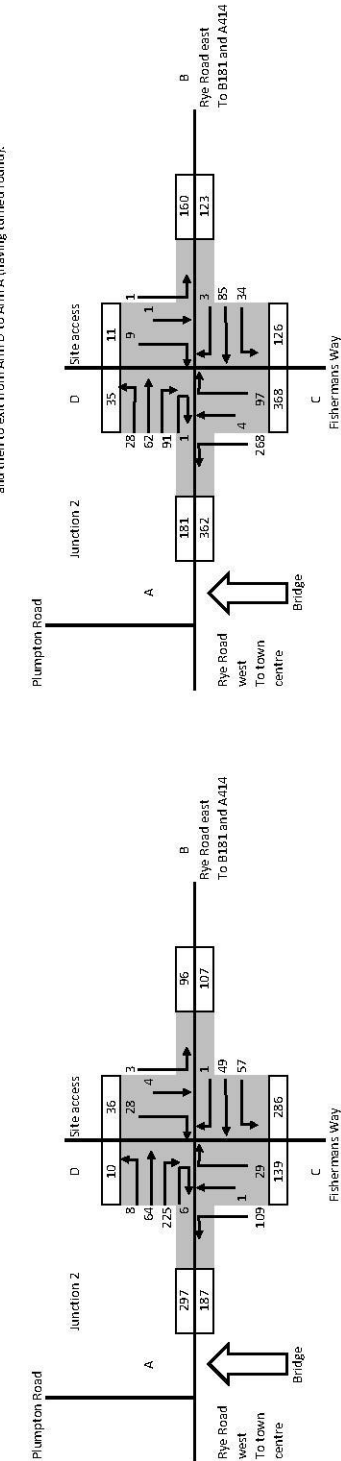 and then to exit from Arm D to Arm A (having turned round).
Plumpton Road
Junction 2
D
Site access
10
36
8
64
225
6
28
4
3
A
297
187
96
107
B
Rye Road east
To B181 and A414
1
49
57
109
1
29
139
286
C
Fishermans Way
Rye Road
west
To town
centre
Bridge
Plumpton Road
Junction 2
D
Site access
35
11
28
62
91
1
9
1
1
A
181
362
160
123
B
Rye Road east
To B181 and A414
3
85
34
268
4
97
368
126
C
Fishermans Way
Rye Road
west
To town
centre
Bridge